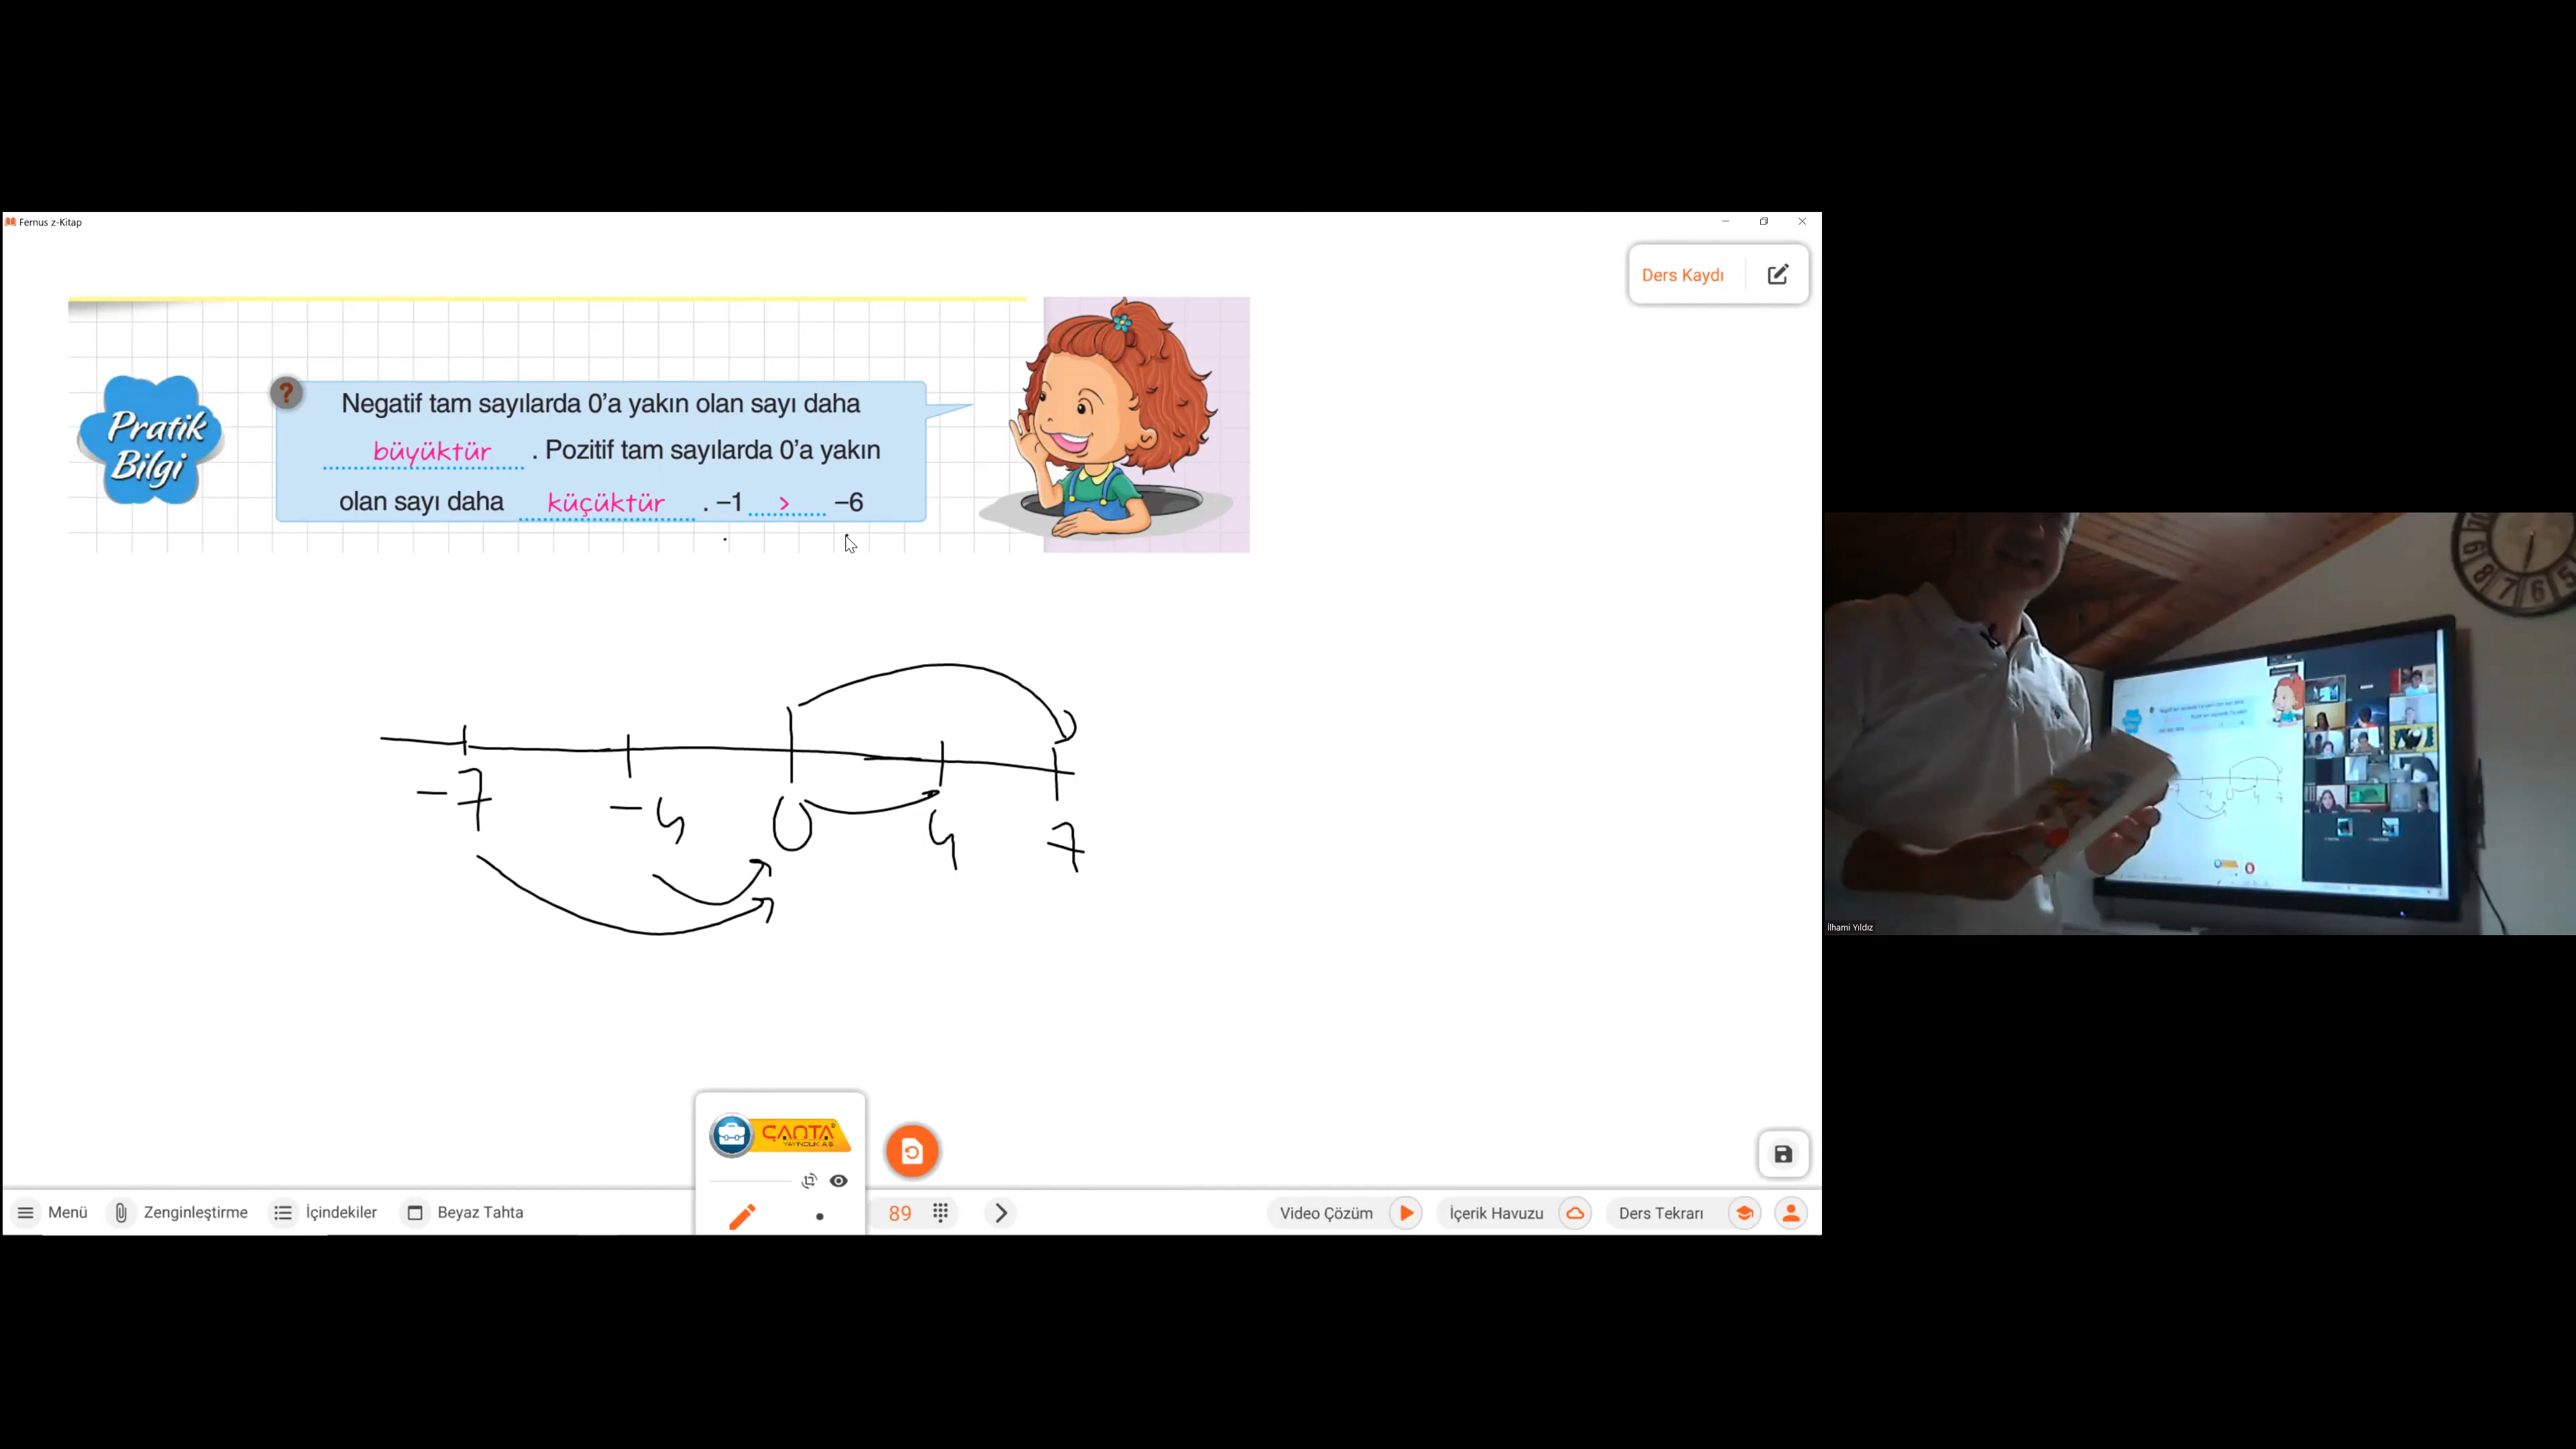 Fernus z-Kitap
Ders Kaydı
Pratik
Bilgi
?
Negatif tam sayılarda 0’a yakın olan sayı daha
büyüktür . Pozitif tam sayılarda 0’a yakın
olan sayı daha küçüktür . –1 > –6
-7 -4 0 4 7
İlhami Yıldız
ÇANTA
YAYINCILIK A.Ş
Menü Zenginleştirme İçindekiler Beyaz Tahta 89 Video Çözüm İçerik Havuzu Ders Tekrarı